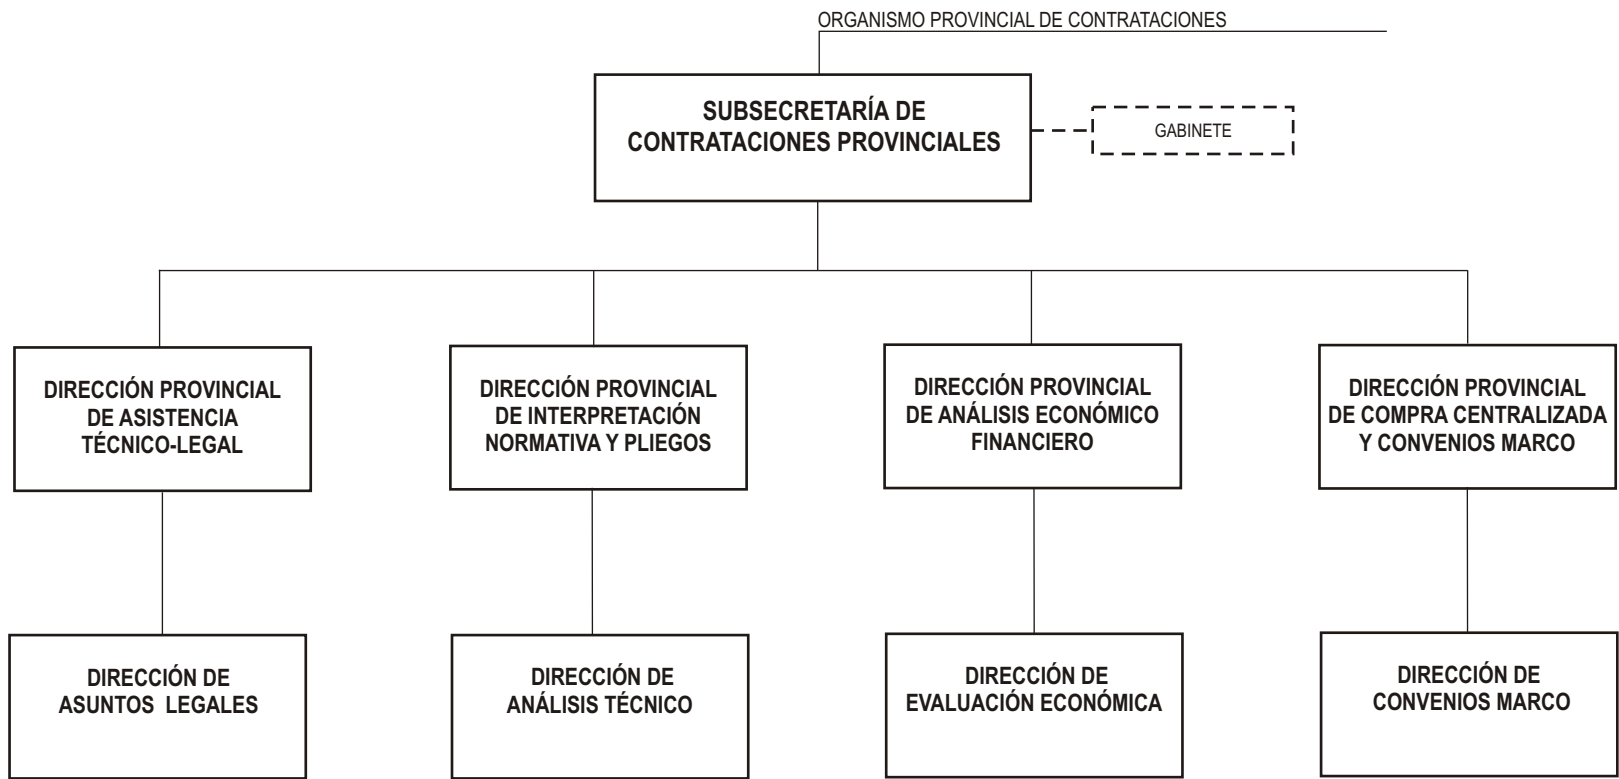 ORGANISMO PROVINCIAL DE CONTRATACIONES
SUBSECRETARÍA DE
CONTRATACIONES PROVINCIALES
GABINETE
DIRECCIÓN PROVINCIAL
DE ASISTENCIA
TÉCNICO-LEGAL
DIRECCIÓN PROVINCIAL
DE INTERPRETACIÓN
NORMATIVA Y PLIEGOS
DIRECCIÓN PROVINCIAL
DE ANÁLISIS ECONÓMICO
FINANCIERO
DIRECCIÓN PROVINCIAL
DE COMPRA CENTRALIZADA
Y CONVENIOS MARCO
DIRECCIÓN DE
ASUNTOS LEGALES
DIRECCIÓN DE
ANÁLISIS TÉCNICO
DIRECCIÓN DE
EVALUACIÓN ECONÓMICA
DIRECCIÓN DE
CONVENIOS MARCO